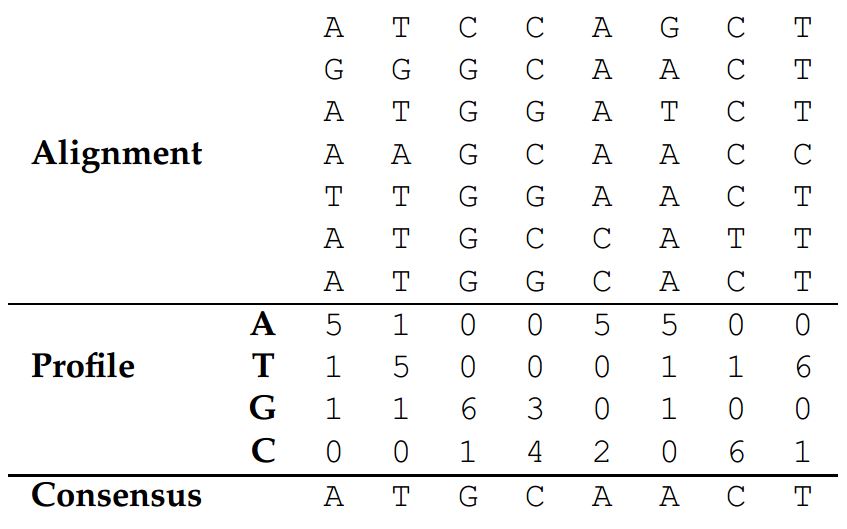 A T C C A G C T
G G G C A A C T
A T G G A T C T
Alignment A A G C A A C C
T T G G A A C T
A T G C C A T T
A T G G C A C T
A 5 1 0 0 5 5 0 0
Profile T 1 5 0 0 0 1 1 6
G 1 1 6 3 0 1 0 0
C 0 0 1 4 2 0 6 1
Consensus A T G C A A C T